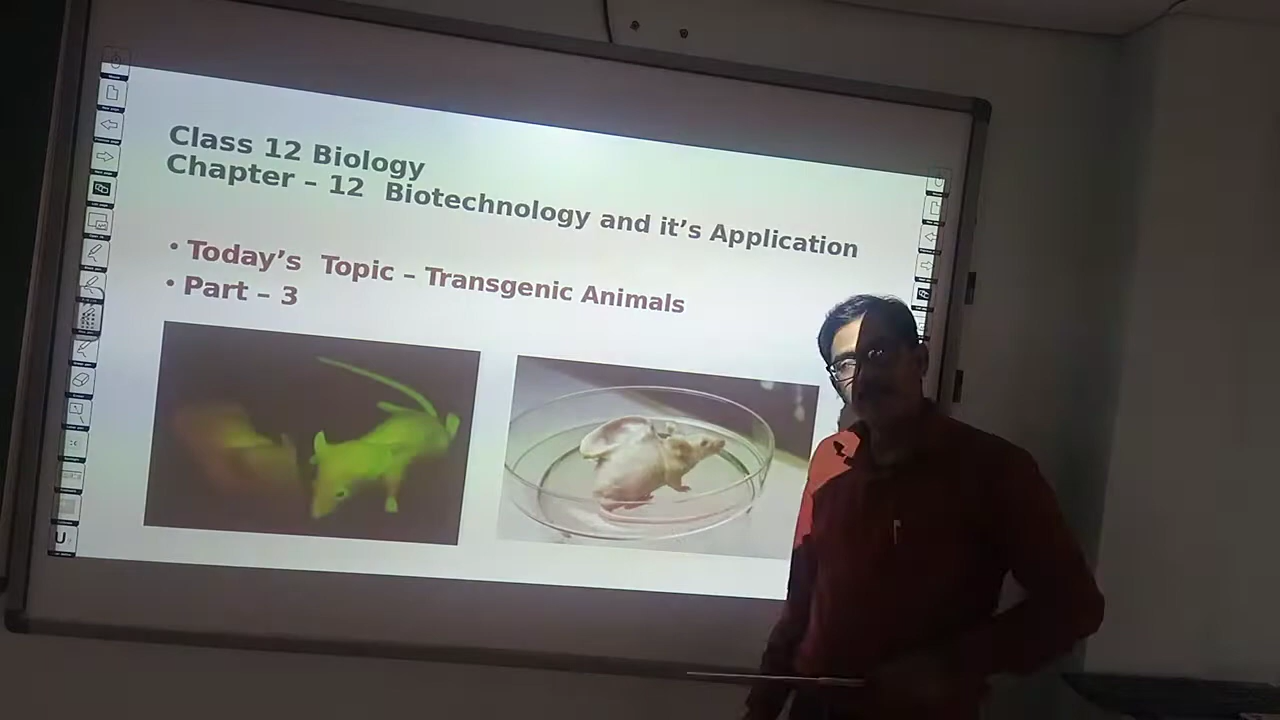 Class 12 Biology
Chapter – 12  Biotechnology and it's Application
• Today's  Topic – Transgenic Animals
• Part – 3